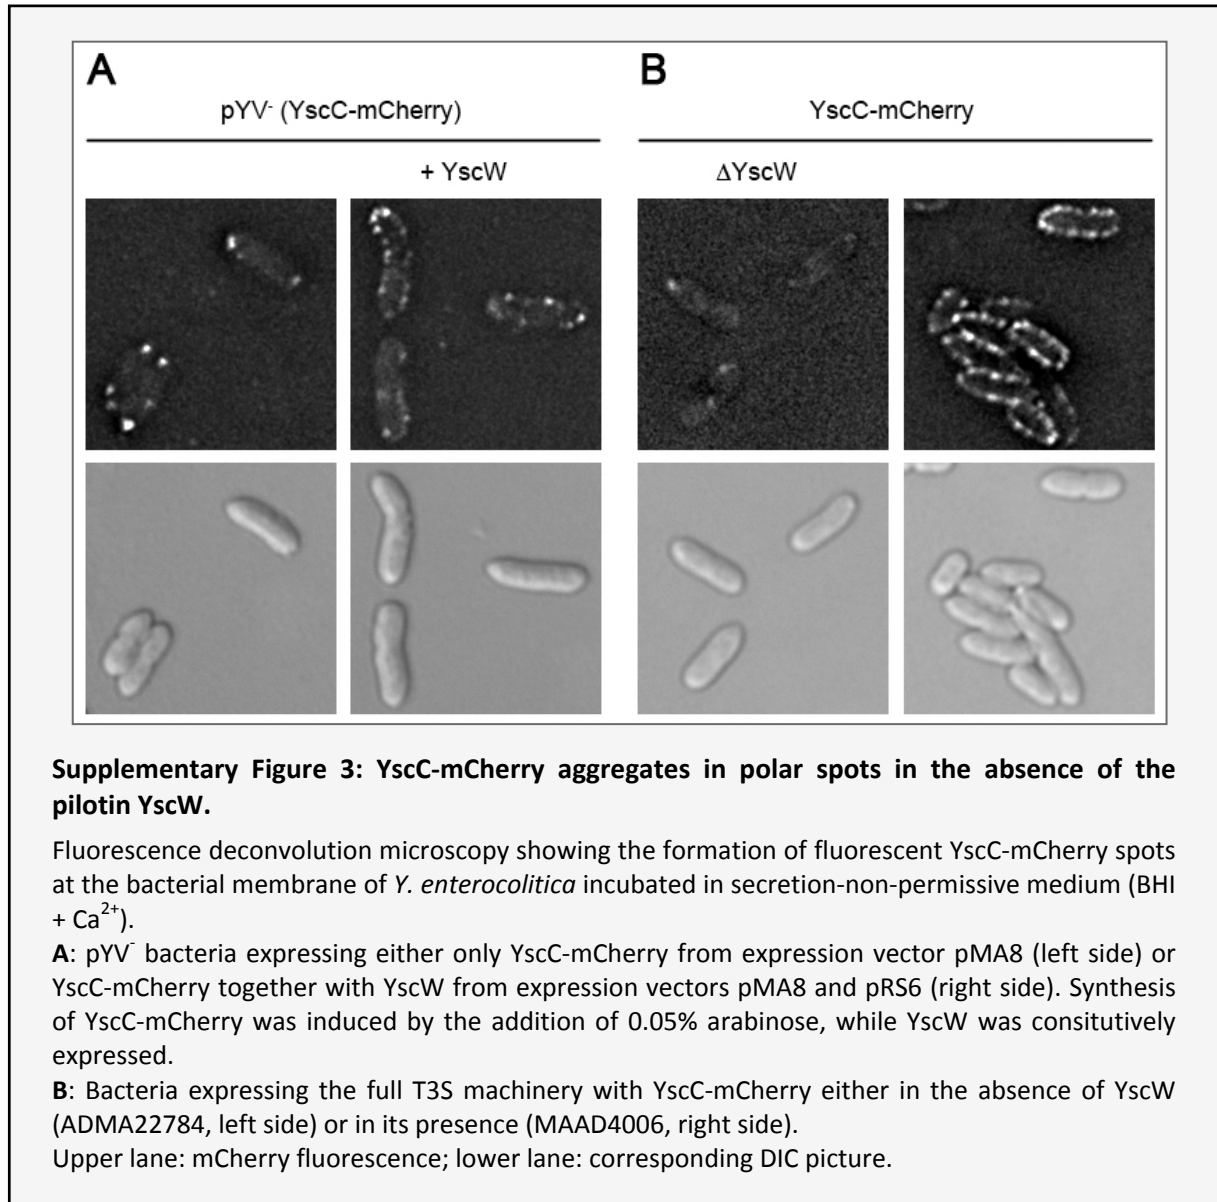 A
B
pYV⁻ (YscC-mCherry)
YscC-mCherry
+ YscW
ΔYscW
Supplementary Figure 3: YscC-mCherry aggregates in polar spots in the absence of the
pilotin YscW.
Fluorescence deconvolution microscopy showing the formation of fluorescent YscC-mCherry spots
at the bacterial membrane of Y. enterocolitica incubated in secretion-non-permissive medium (BHI
+ Ca²⁺).
A: pYV⁻ bacteria expressing either only YscC-mCherry from expression vector pMA8 (left side) or
YscC-mCherry together with YscW from expression vectors pMA8 and pRS6 (right side). Synthesis
of YscC-mCherry was induced by the addition of 0.05% arabinose, while YscW was consitutively
expressed.
B: Bacteria expressing the full T3S machinery with YscC-mCherry either in the absence of YscW
(ADMA22784, left side) or in its presence (MAAD4006, right side).
Upper lane: mCherry fluorescence; lower lane: corresponding DIC picture.